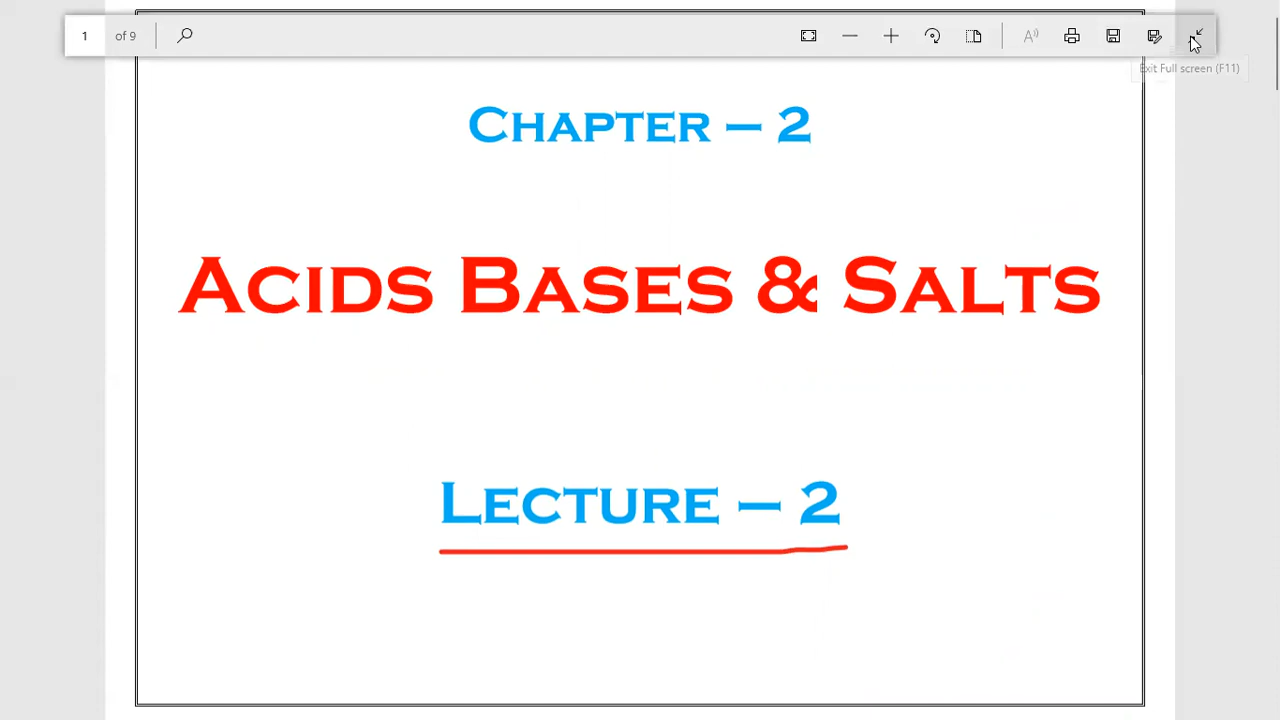 1 of 9
Exit Full screen (F11)
CHAPTER – 2
ACIDS BASES & SALTS
LECTURE – 2